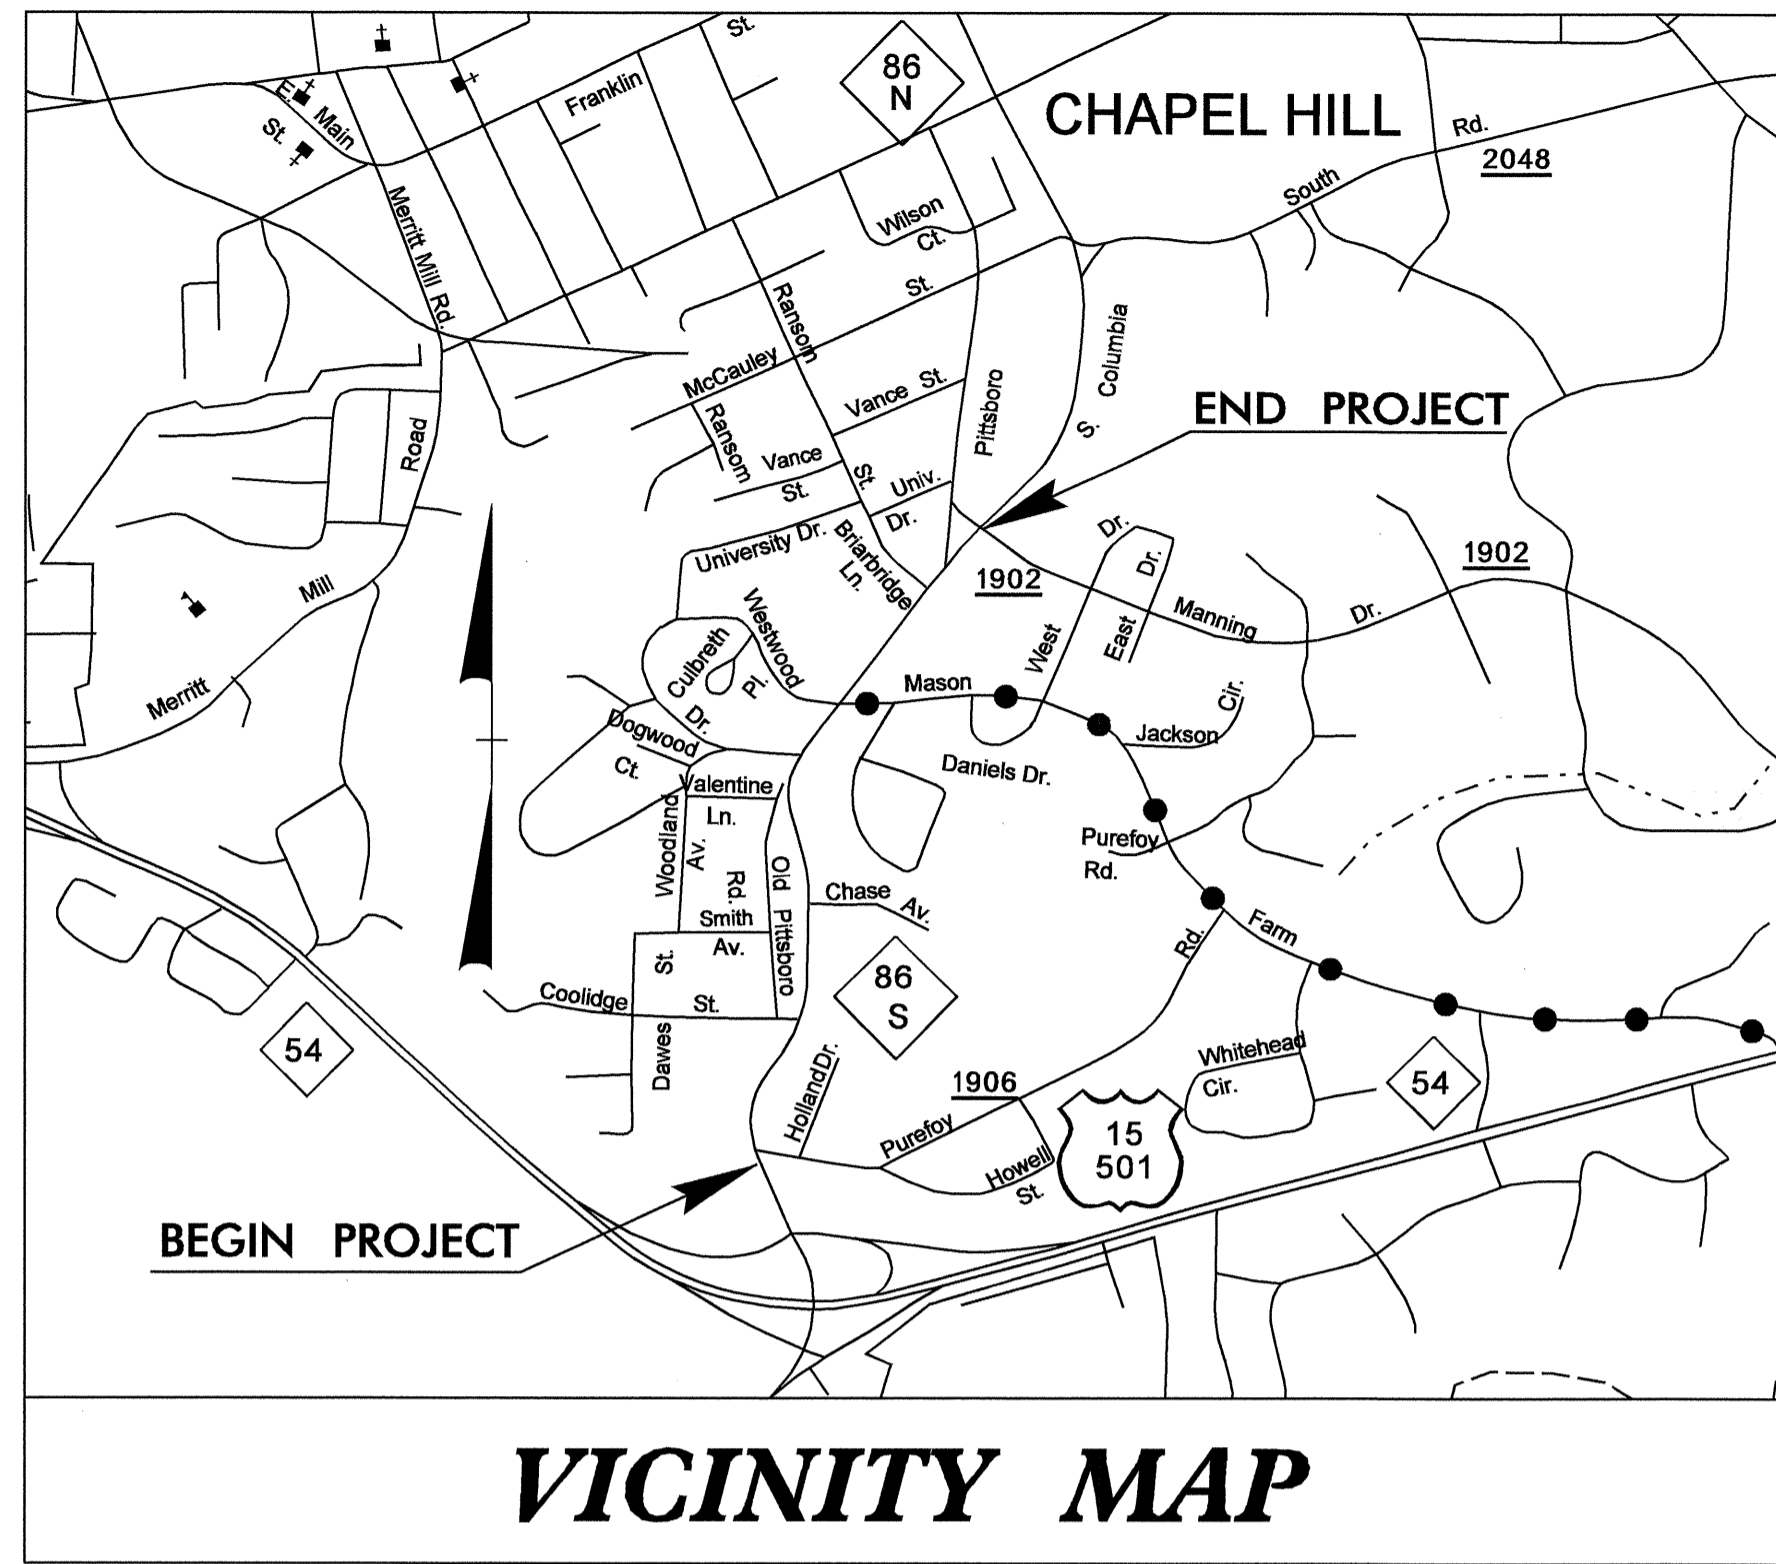 St.
86
N
CHAPEL HILL
Franklin
E. Main
St.
Rd.
2048
South
Merritt Mill Rd.
Wilson
Ct.
St.
Ransom
McCauley
S. Columbia
Pittsboro
Vance St.
END PROJECT
Ransom
Road
Vance
St.
St.
Univ.
Dr.
University Dr.
Briarbridge
Ln.
Dr.
Dr.
1902
1902
Mill
Westwood
Manning
Dr.
West
East
Culbreth
Pl.
Dr.
Merritt
Mason
Cir.
Jackson
Dogwood
Ct.
Daniels Dr.
Valentine
Ln.
Woodland
Av.
Rd.
Old Pittsboro
Purefoy
Rd.
Chase Av.
Smith
Av.
Farm
Rd.
St.
86
S
Coolidge
St.
54
Dawes
Holland Dr.
Whitehead
Cir.
54
1906
15
501
Purefoy
Howell
St.
BEGIN PROJECT
VICINITY MAP